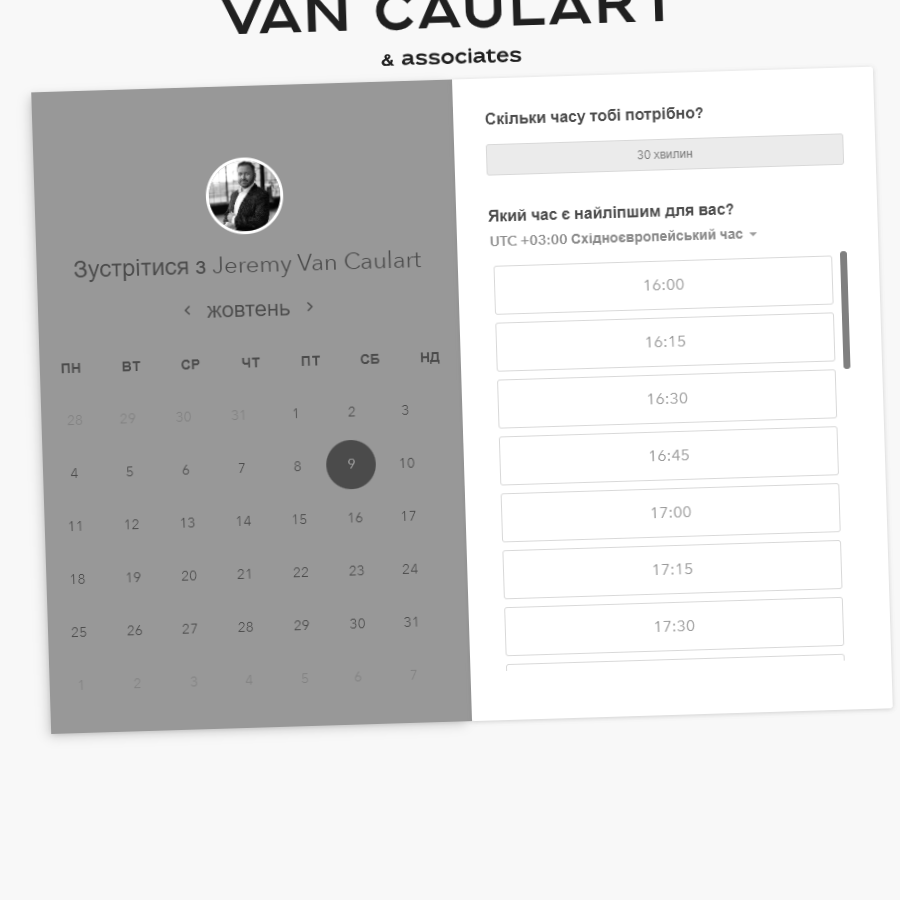 VAN CAULART
& associates
Зустрітися з Jeremy Van Caulart
жовтень
ПН ВТ СР ЧТ ПТ СБ НД
28 29 30 31 1 2 3
4 5 6 7 8 9 10
11 12 13 14 15 16 17
18 19 20 21 22 23 24
25 26 27 28 29 30 31
1 2 3 4 5 6 7
Скільки часу тобі потрібно?
30 хвилин
Який час є найліпшим для вас?
UTC +03:00 Східноєвропейський час
16:00
16:15
16:30
16:45
17:00
17:15
17:30